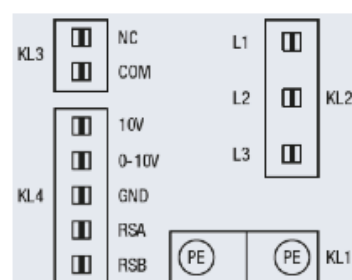 KL3
NC
COM
KL4
10V
0-10V
GND
RSA
RSB
L1
L2
L3
KL2
PE PE
KL1